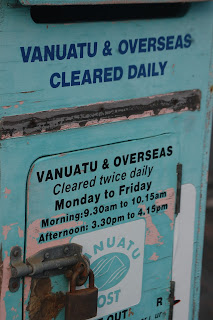 VANUATU & OVERSEAS
CLEARED DAILY
VANUATU & OVERSEAS
Cleared twice daily
Monday to Friday
Morning:9.30am to 10.15am
Afternoon: 3.30pm to 4.15pm
VANUATU
POST
R
OUT